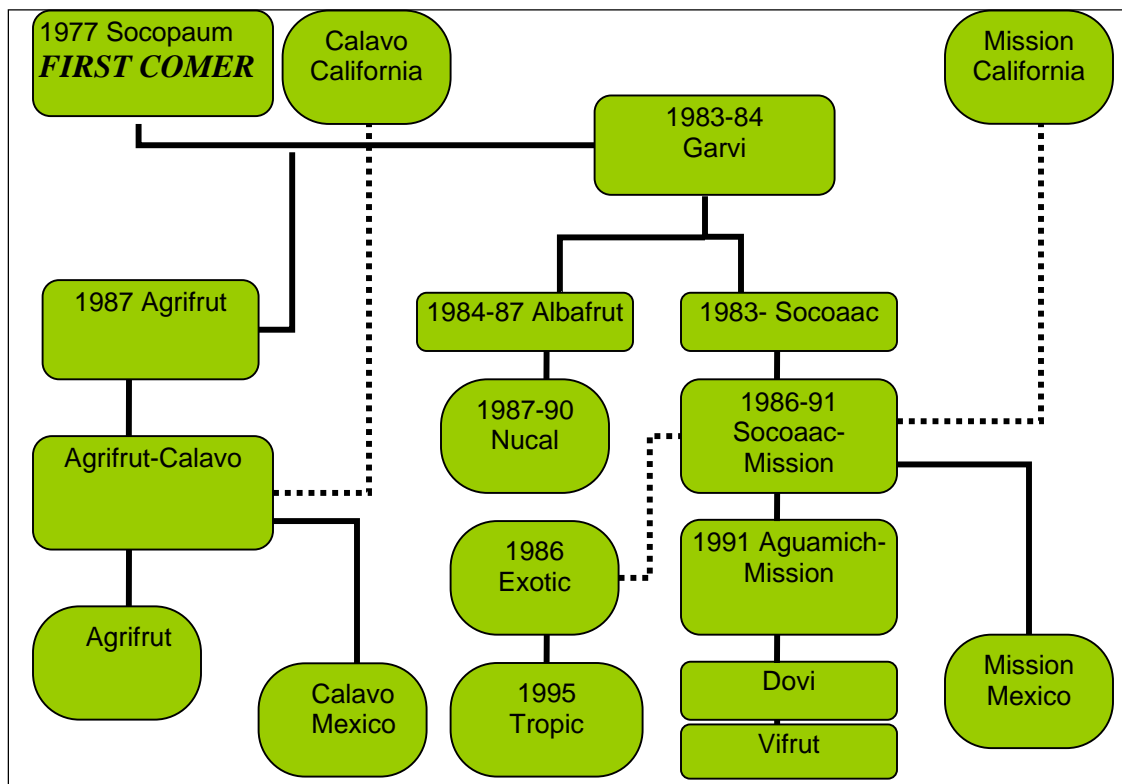 1977 Socopaum
FIRST COMER
Calavo
California
Mission
California
1983-84
Garvi
1987 Agrifrut
1984-87 Albafrut
1983- Socoaac
1987-90
Nucal
1986-91
Socoaac-
Mission
Agrifrut-Calavo
1986
Exotic
1991 Aguamich-
Mission
Agrifrut
Calavo
Mexico
1995
Tropic
Dovi
Vifrut
Mission
Mexico